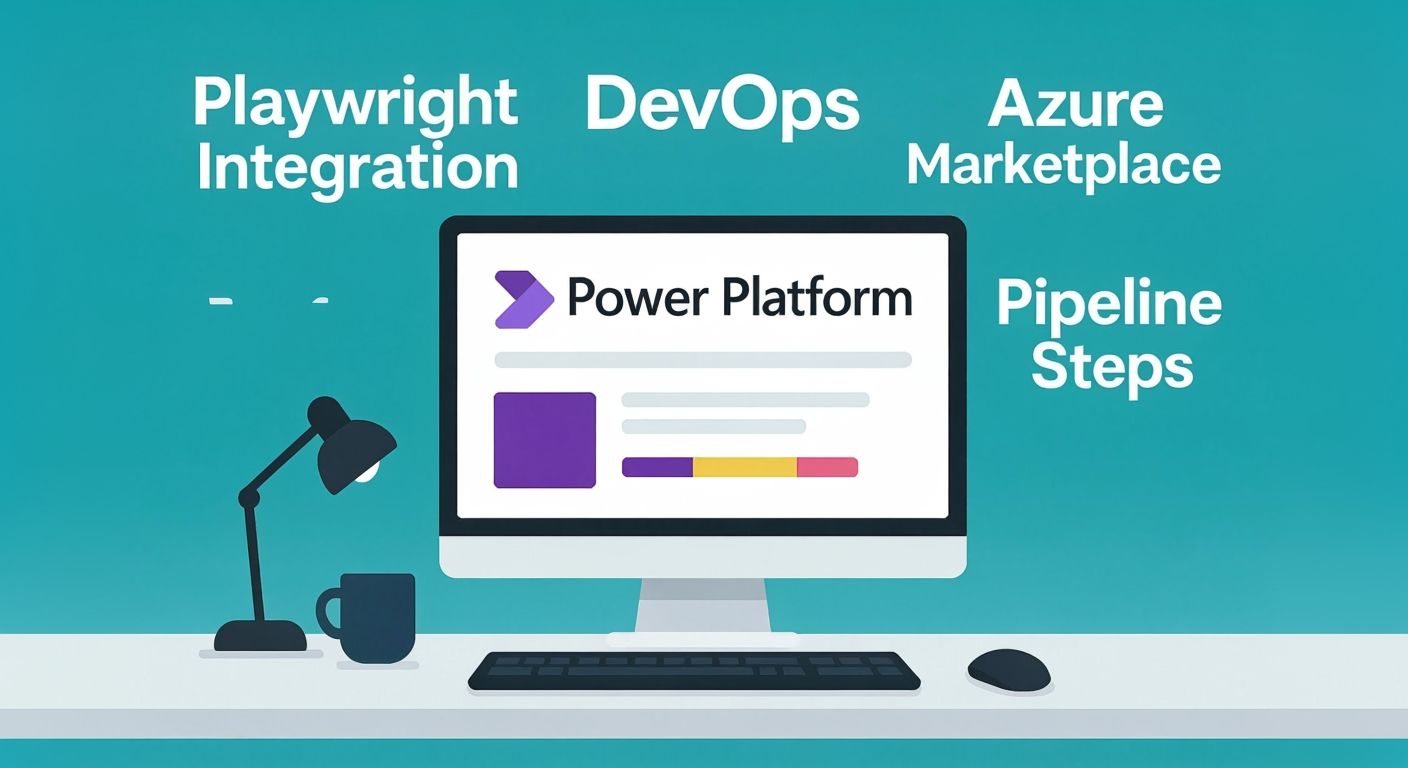 Playwright
Integration
DevOps
Azure
Marketplace
Power Platform
Pipeline
Steps